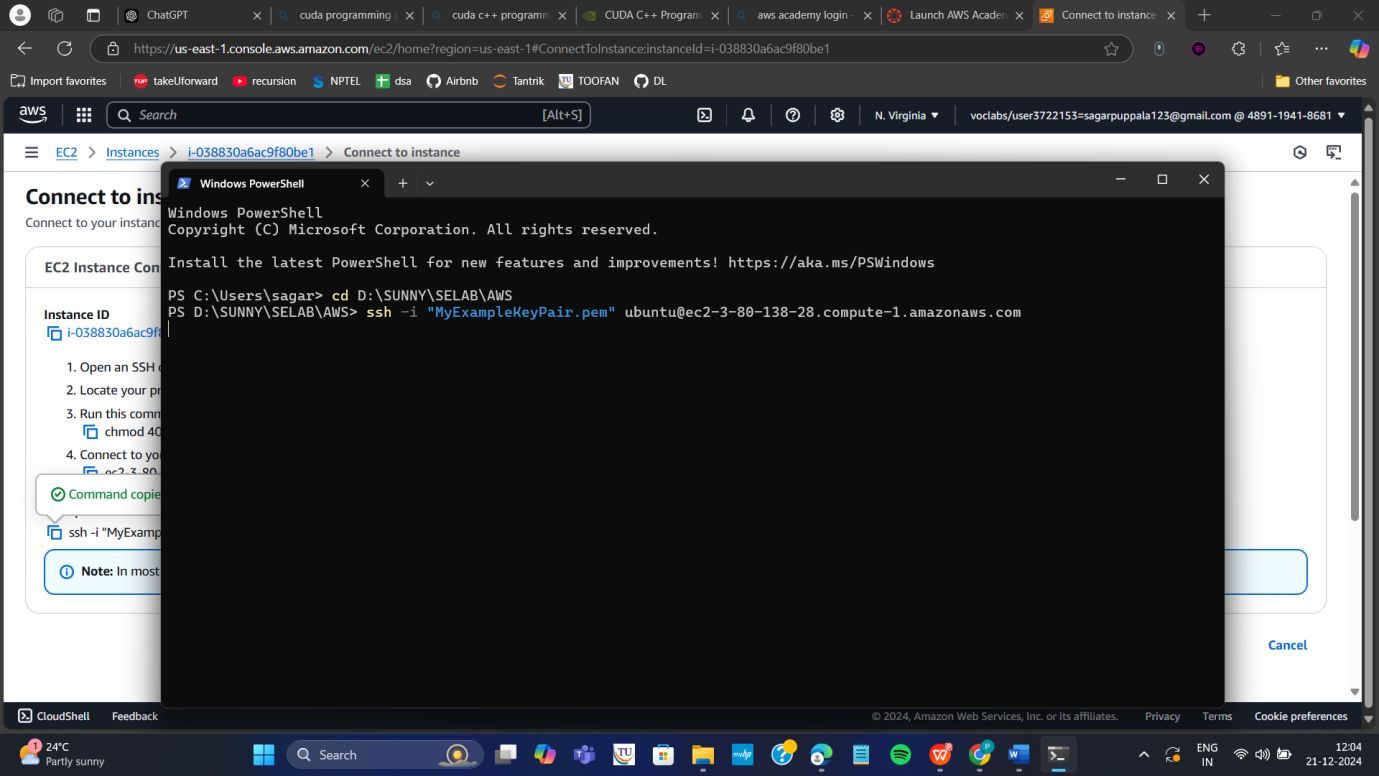 ChatGPT
cuda programming g
cuda c++ programm
CUDA C++ Program
aws academy login -
Launch AWS Academ
Connect to instance
https://us-east-1.console.aws.amazon.com/ec2/home?region=us-east-1#ConnectToInstance:instanceId=i-038830a6ac9f80be1
Import favorites
takeUforward
recursion
NPTEL
dsa
Airbnb
Tantrik
TOOFAN
DL
Other favorites
aws
Search
[Alt+S]
N. Virginia
voclabs/user3722153=sagarpuppala123@gmail.com @ 4891-1941-8681
EC2
Instances
i-038830a6ac9f80be1
Connect to instance
Connect to ins
Connect to your instanc
EC2 Instance Con
Instance ID
i-038830a6ac9f8
1. Open an SSH c
2. Locate your pr
3. Run this comm
chmod 40
4. Connect to you
ec2-3-80-
Command copie
ssh -i "MyExamp
Note: In most
Windows PowerShell
Windows PowerShell
Copyright (C) Microsoft Corporation. All rights reserved.
Install the latest PowerShell for new features and improvements! https://aka.ms/PSWindows
PS C:\Users\sagar> cd D:\SUNNY\SELAB\AWS
PS D:\SUNNY\SELAB\AWS> ssh -i "MyExampleKeyPair.pem" ubuntu@ec2-3-80-138-28.compute-1.amazonaws.com
Cancel
CloudShell
Feedback
© 2024, Amazon Web Services, Inc. or its affiliates.
Privacy
Terms
Cookie preferences
1
24°C
Partly sunny
Search
TU
ENG
IN
12:04
21-12-2024